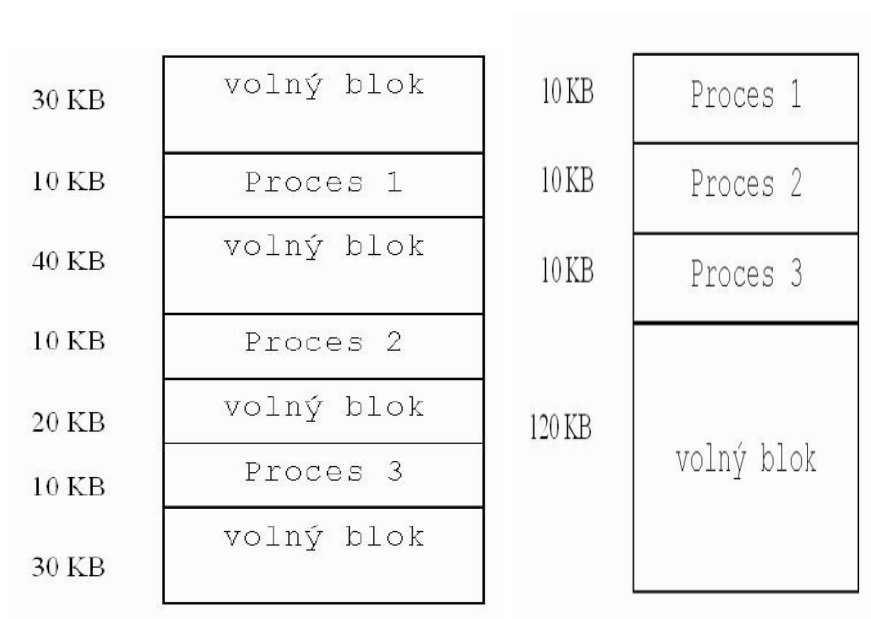 30 KB volný blok
10 KB Proces 1
40 KB volný blok
10 KB Proces 2
20 KB volný blok
10 KB Proces 3
30 KB volný blok
10 KB Proces 1
10 KB Proces 2
10 KB Proces 3
120 KB volný blok